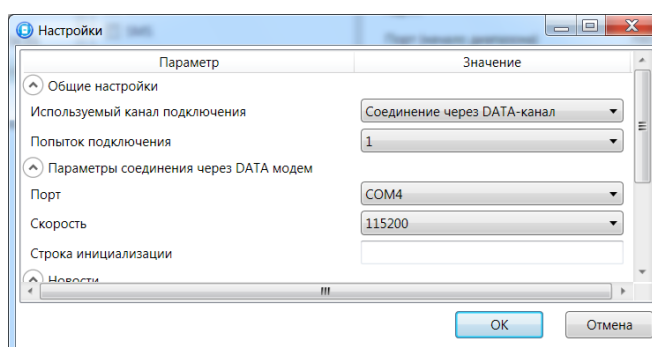 Настройки
Параметр Значение
Общие настройки
Используемый канал подключения Соединение через DATA-канал
Попыток подключения 1
Параметры соединения через DATA модем
Порт COM4
Скорость 115200
Строка инициализации
Новости
OK Отмена